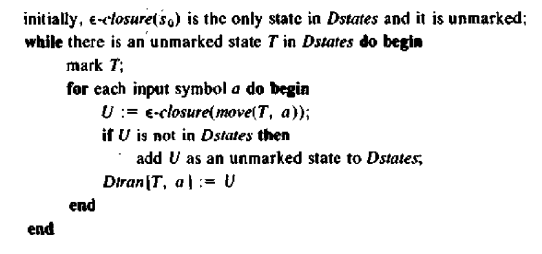 initially, ϵ-closure(s₀) is the only state in Dstates and it is unmarked;
while there is an unmarked state T in Dstates do begin
mark T;
for each input symbol a do begin
U := ϵ-closure(move(T, a));
if U is not in Dstates then
add U as an unmarked state to Dstates;
Dtran[T, a] := U
end
end